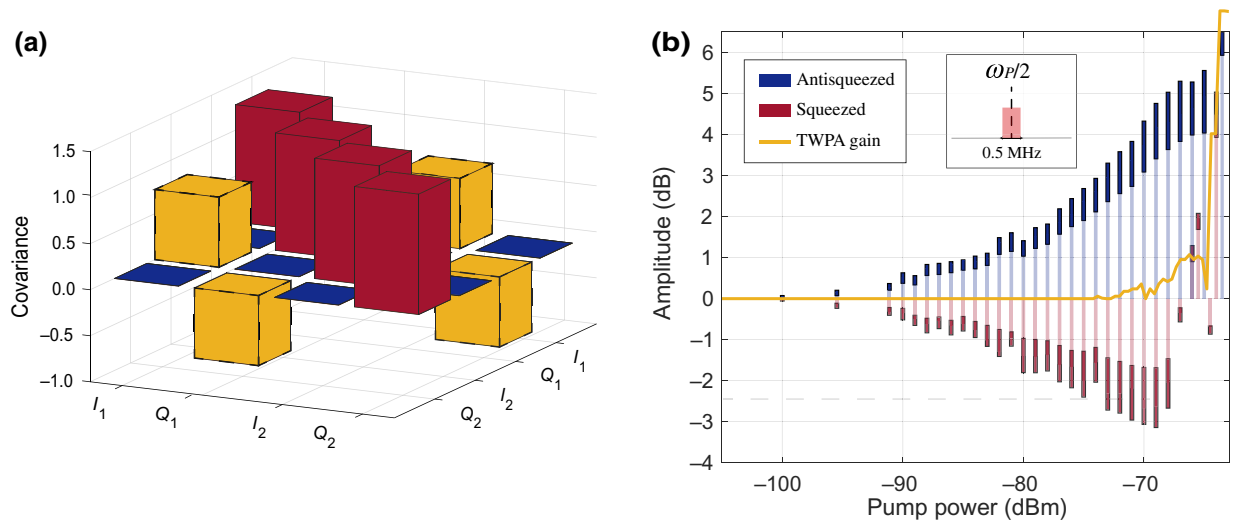 (a)
Covariance
1.5
1.0
0.5
0.0
–0.5
–1.0
I1
Q1
I2
Q2
Q2
I2
Q1
I1
(b)
Amplitude (dB)
6
5
4
3
2
1
0
–1
–2
–3
–4
Antisqueezed
Squeezed
TWPA gain
ωP/2
0.5 MHz
–100
–90
–80
–70
Pump power (dBm)